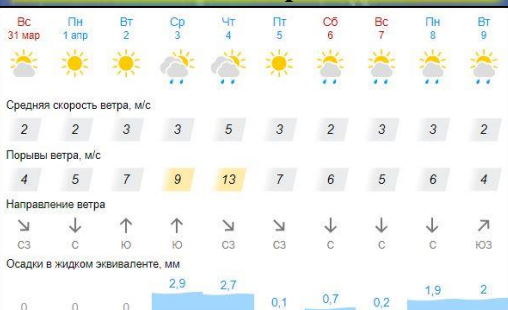 Вс Пн Вт Ср Чт Пт Сб Вс Пн Вт
31 мар 1 апр 2 3 4 5 6 7 8 9
Средняя скорость ветра, м/с
2 2 3 3 5 3 2 3 3 2
Порывы ветра, м/с
4 5 7 9 13 7 6 5 6 4
Направление ветра
СЗ С Ю Ю СЗ СЗ С С С ЮЗ
Осадки в жидком эквиваленте, мм
0 0 0 2,9 2,7 0,1 0,7 0,2 1,9 2